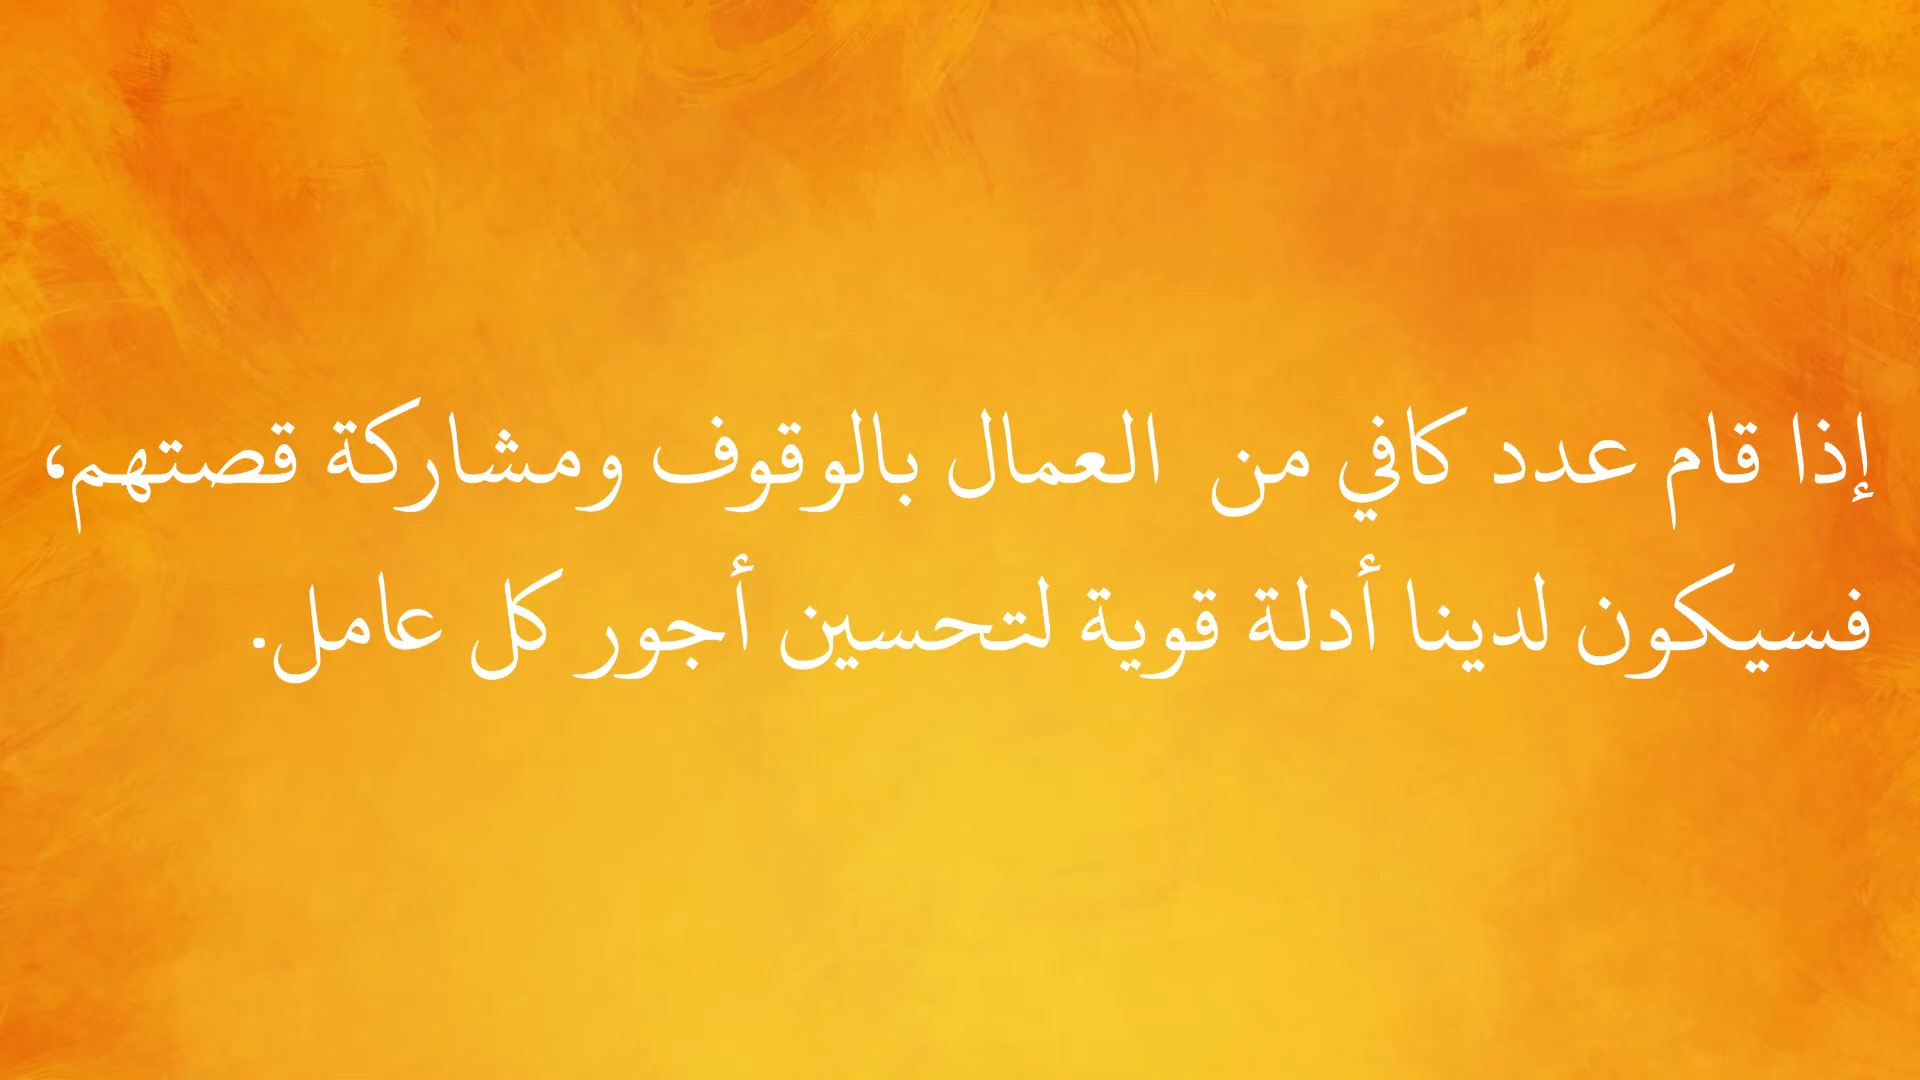 إذا قام عدد كافي من العمال بالوقوف ومشاركة قصتهم،
فسيكون لدينا أدلة قوية لتحسين أجور كل عامل.